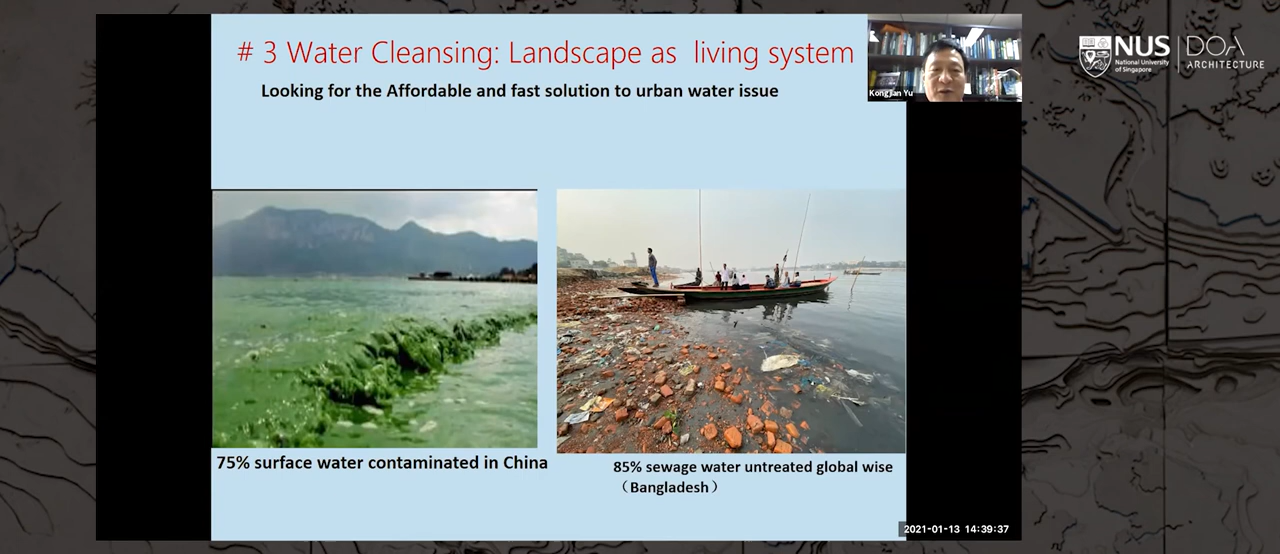 # 3 Water Cleansing: Landscape as living system
Looking for the Affordable and fast solution to urban water issue
Kongjian Yu
NUS
National University
of Singapore
DOA
ARCHITECTURE
75% surface water contaminated in China
85% sewage water untreated global wise
（Bangladesh）
2021-01-13 14:39:37